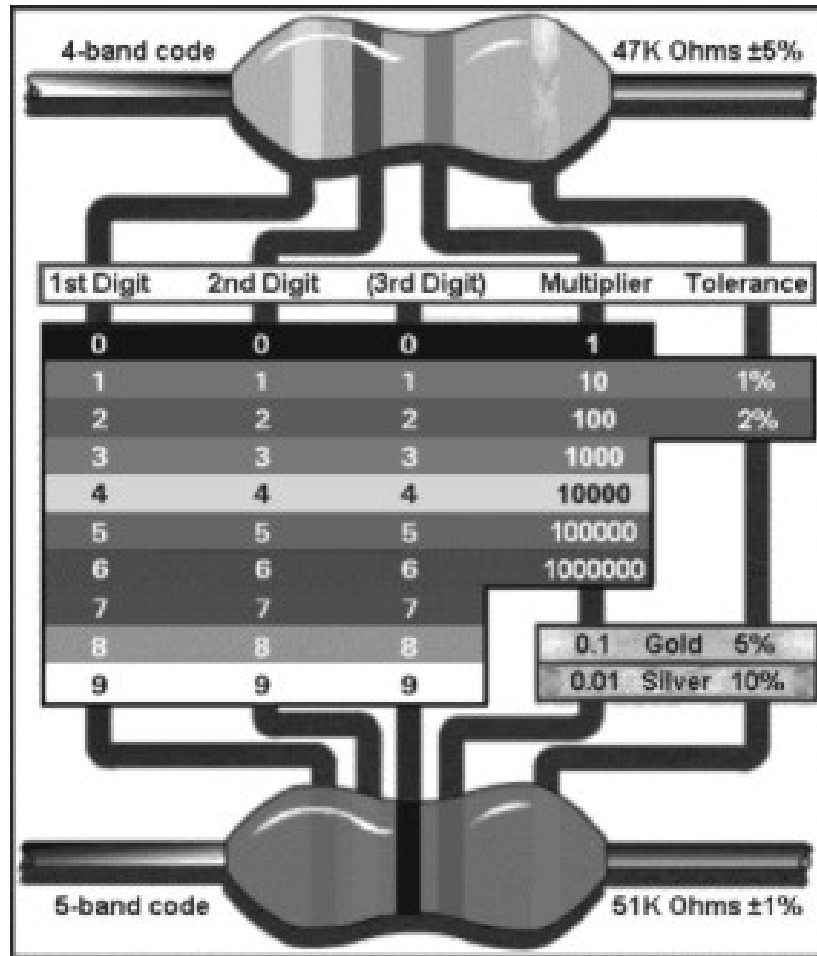 4-band code 47K Ohms ±5%
1st Digit 2nd Digit (3rd Digit) Multiplier Tolerance
0 0 0 1
1 1 1 10 1%
2 2 2 100 2%
3 3 3 1000
4 4 4 10000
5 5 5 100000
6 6 6 1000000
7 7 7
8 8 8
0.1 Gold 5%
9 9 9
0.01 Silver 10%
5-band code 51K Ohms ±1%